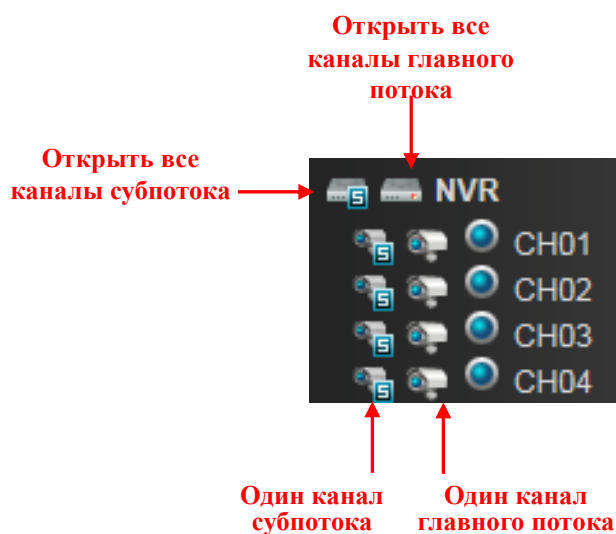 Открыть все
каналы главного
потока
Открыть все
каналы субпотока
S NVR
S CH01
S CH02
S CH03
S CH04
Один канал
субпотока
Один канал
главного потока